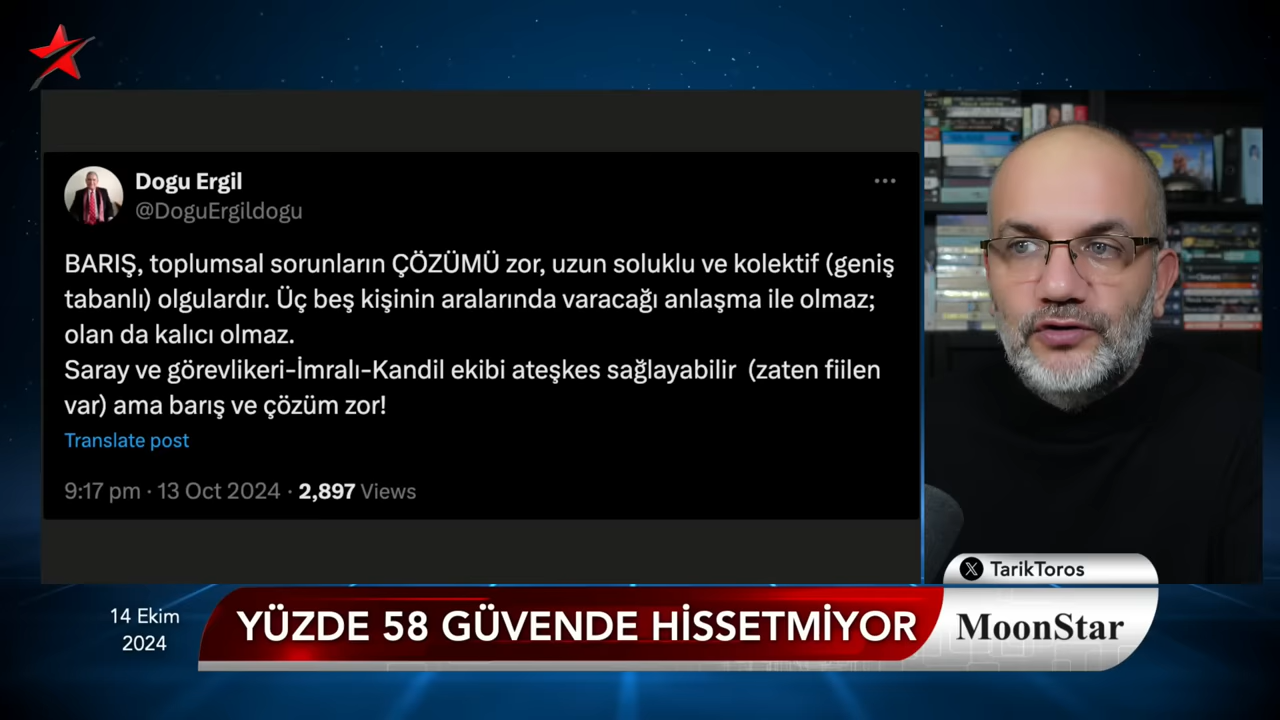 Dogu Ergil
@DoguErgildogu
BARIŞ, toplumsal sorunların ÇÖZÜMÜ zor, uzun soluklu ve kolektif (geniş
tabanlı) olgulardır. Üç beş kişinin aralarında varacağı anlaşma ile olmaz;
olan da kalıcı olmaz.
Saray ve görevlikeri-İmralı-Kandil ekibi ateşkes sağlayabilir (zaten fiilen
var) ama barış ve çözüm zor!
Translate post
9:17 pm · 13 Oct 2024 · 2,897 Views
TarikToros
14 Ekim
2024
YÜZDE 58 GÜVENDE HİSSETMİYOR
MoonStar